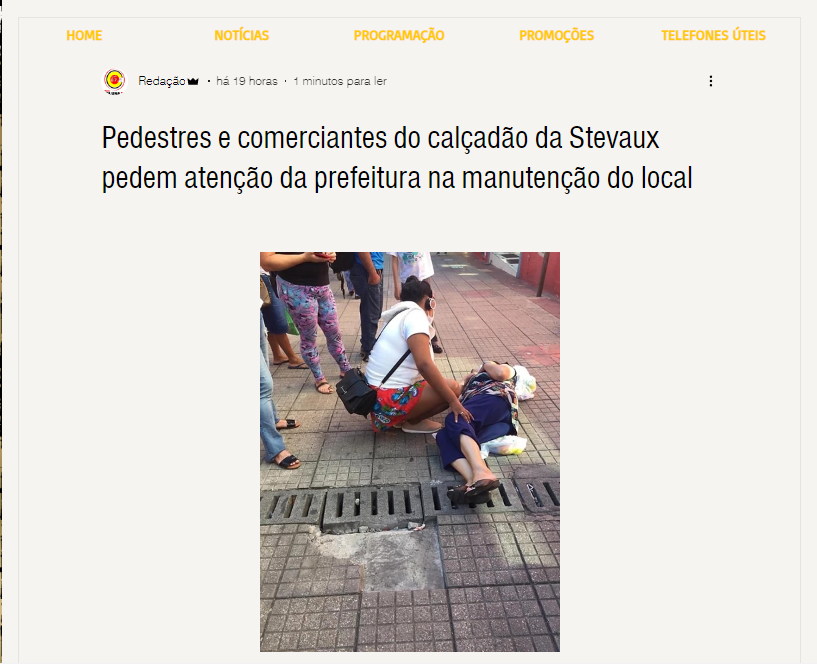 HOME NOTÍCIAS PROGRAMAÇÃO PROMOÇÕES TELEFONES ÚTEIS
Redação · há 19 horas · 1 minutos para ler
Pedestres e comerciantes do calçadão da Stevaux
pedem atenção da prefeitura na manutenção do local